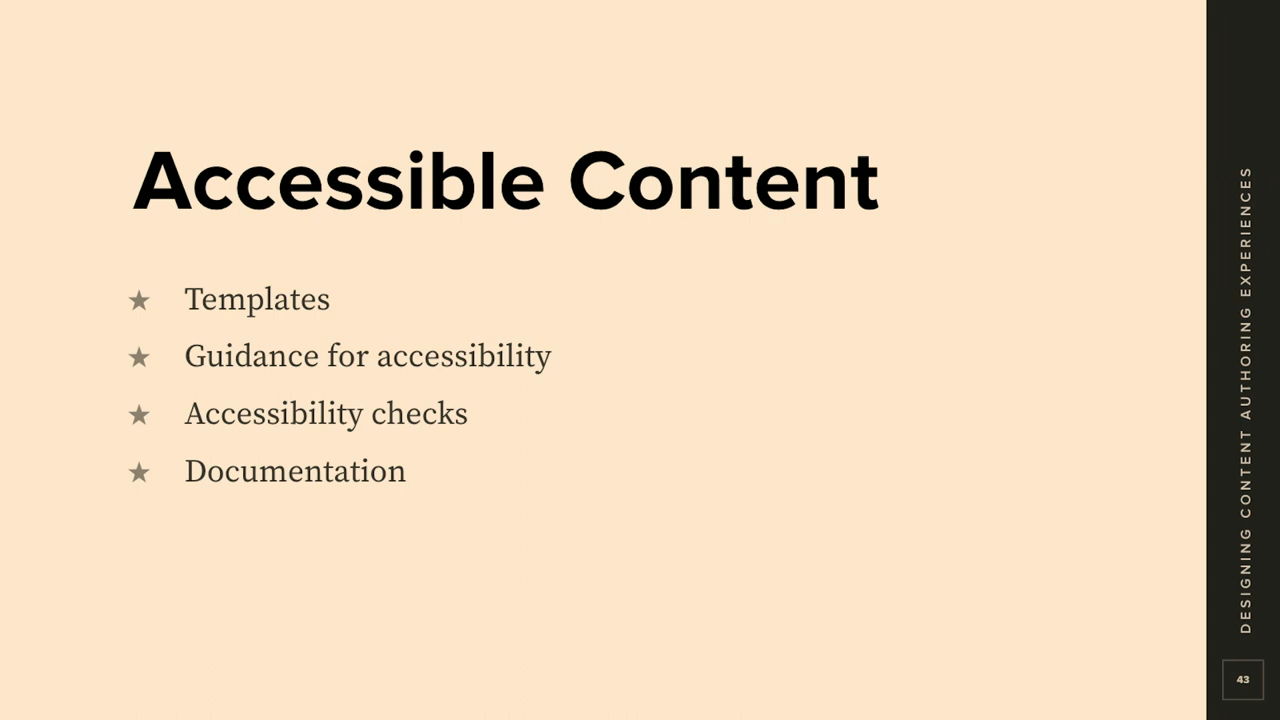 Accessible Content
★ Templates
★ Guidance for accessibility
★ Accessibility checks
★ Documentation
DESIGNING CONTENT AUTHORING EXPERIENCES
43